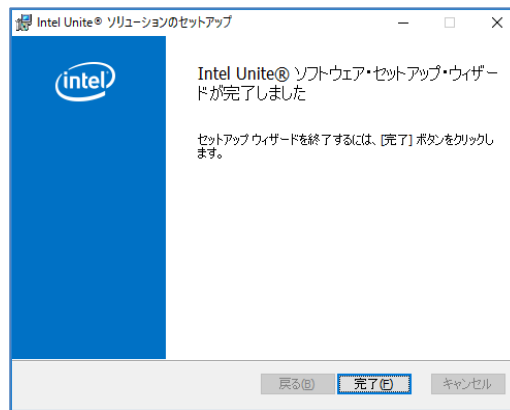 Intel Unite® ソリューションのセットアップ
intel
Intel Unite® ソフトウェア・セットアップ・ウィザー
ドが完了しました
セットアップ ウィザードを終了するには、[完了] ボタンをクリックし
ます。
戻る(B) 完了(F) キャンセル